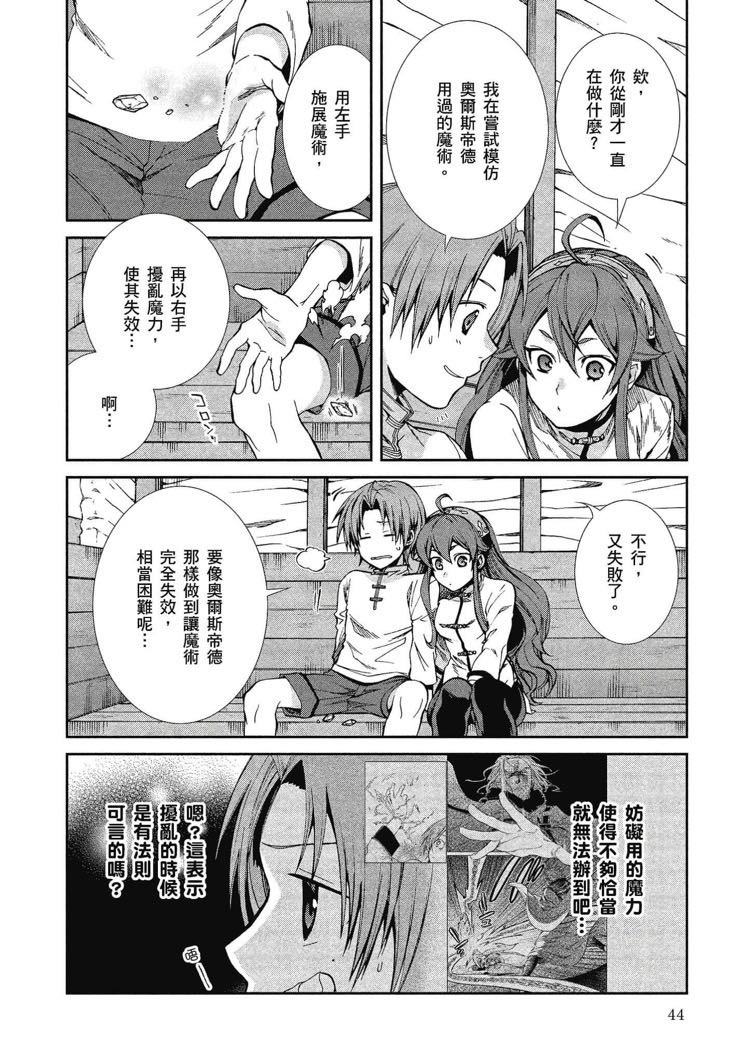 欸，
你從剛才一直
在做什麼？
我在嘗試模仿
奧爾斯帝德
用過的魔術。
用左手
施展魔術，
再以右手
擾亂魔力，
使其失效…
啊…
コロン
不行，
又失敗了。
要像奧爾斯帝德
那樣做到讓魔術
完全失效，
相當困難呢…
妨礙用的魔力
使得不夠恰當
就無法辦到吧…
嗯？這表示
擾亂的時候
是有法則
可言的嗎？
唔—
44